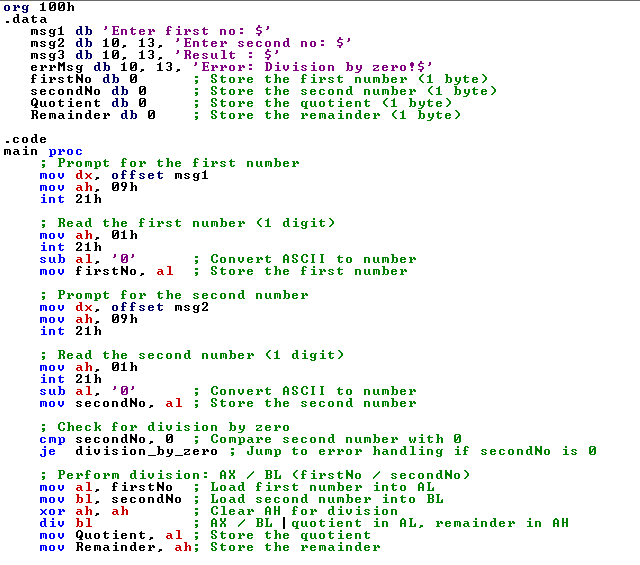 org 100h
.data
msg1 db 'Enter first no: $'
msg2 db 10, 13, 'Enter second no: $'
msg3 db 10, 13, 'Result : $'
errMsg db 10, 13, 'Error: Division by zero!$'
firstNo db 0 ; Store the first number (1 byte)
secondNo db 0 ; Store the second number (1 byte)
Quotient db 0 ; Store the quotient (1 byte)
Remainder db 0 ; Store the remainder (1 byte)
.code
main proc
; Prompt for the first number
mov dx, offset msg1
mov ah, 09h
int 21h
; Read the first number (1 digit)
mov ah, 01h
int 21h
sub al, '0' ; Convert ASCII to number
mov firstNo, al ; Store the first number
; Prompt for the second number
mov dx, offset msg2
mov ah, 09h
int 21h
; Read the second number (1 digit)
mov ah, 01h
int 21h
sub al, '0' ; Convert ASCII to number
mov secondNo, al ; Store the second number
; Check for division by zero
cmp secondNo, 0 ; Compare second number with 0
je division_by_zero ; Jump to error handling if secondNo is 0
; Perform division: AX / BL (firstNo / secondNo)
mov al, firstNo ; Load first number into AL
mov bl, secondNo ; Load second number into BL
xor ah, ah ; Clear AH for division
div bl ; AX / BL quotient in AL, remainder in AH
mov Quotient, al ; Store the quotient
mov Remainder, ah; Store the remainder